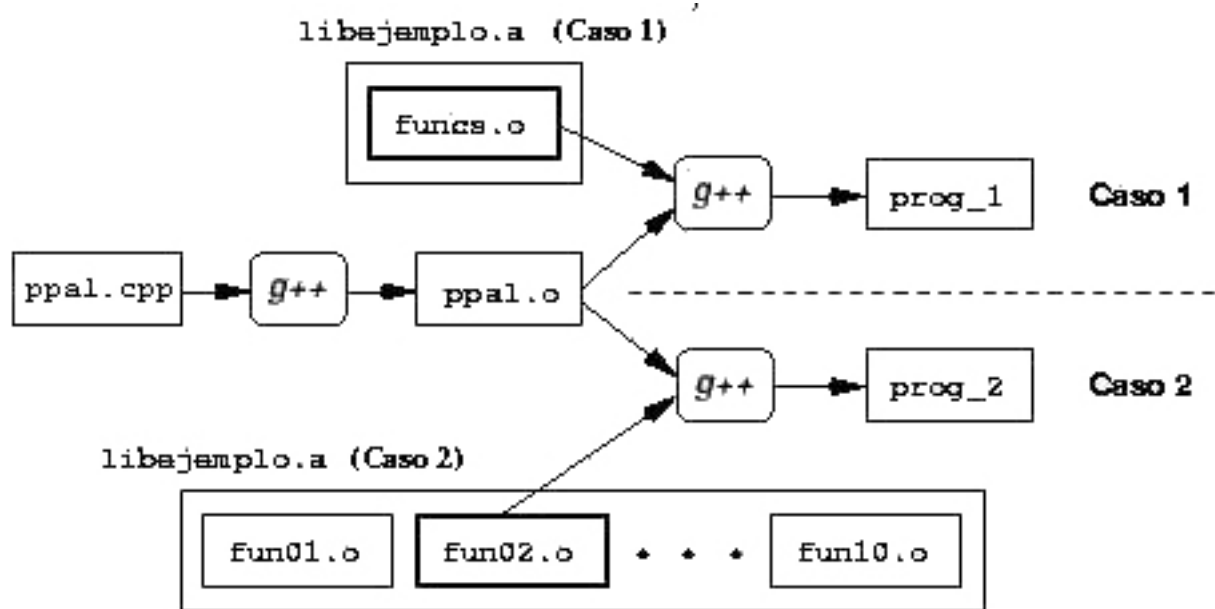 libejemplo.a (Caso 1)
funcs.o
g++
prog_1
Caso 1
ppal.cpp
g++
ppal.o
g++
prog_2
Caso 2
libejemplo.a (Caso 2)
fun01.o
fun02.o
• • •
fun10.o